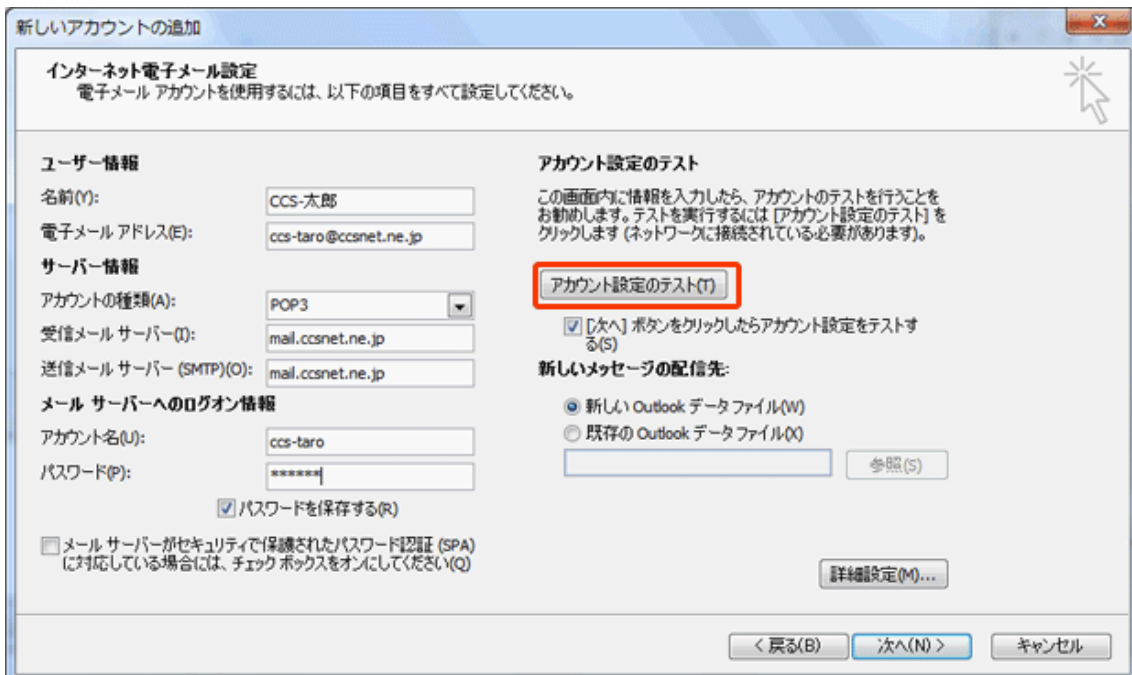 新しいアカウントの追加
インターネット電子メール設定
電子メール アカウントを使用するには、以下の項目をすべて設定してください。
ユーザー情報
名前(Y):
CCS-太郎
電子メール アドレス(E):
ccs-taro@ccsnet.ne.jp
サーバー情報
アカウントの種類(A):
POP3
受信メール サーバー(I):
mail.ccsnet.ne.jp
送信メール サーバー (SMTP)(O):
mail.ccsnet.ne.jp
メール サーバーへのログオン情報
アカウント名(U):
ccs-taro
パスワード(P):
******
パスワードを保存する(R)
メール サーバーがセキュリティで保護されたパスワード認証 (SPA)
に対応している場合には、チェック ボックスをオンにしてください(Q)
アカウント設定のテスト
この画面内に情報を入力したら、アカウントのテストを行うことを
お勧めします。テストを実行するには [アカウント設定のテスト] を
クリックします (ネットワークに接続されている必要があります)。
アカウント設定のテスト(T)
[次へ] ボタンをクリックしたらアカウント設定をテストす
る(S)
新しいメッセージの配信先:
新しい Outlook データ ファイル(W)
既存の Outlook データ ファイル(X)
参照(S)
詳細設定(M)...
< 戻る(B)
次へ(N) >
キャンセル